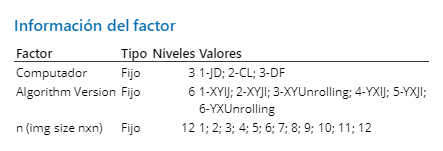 Información del factor
Factor Tipo Niveles Valores
Computador Fijo 3 1-JD; 2-CL; 3-DF
Algorithm Version Fijo 6 1-XYIJ; 2-XYJI; 3-XYUnrolling; 4-YXIJ; 5-YXJI;
6-YXUnrolling
n (img size nxn) Fijo 12 1; 2; 3; 4; 5; 6; 7; 8; 9; 10; 11; 12